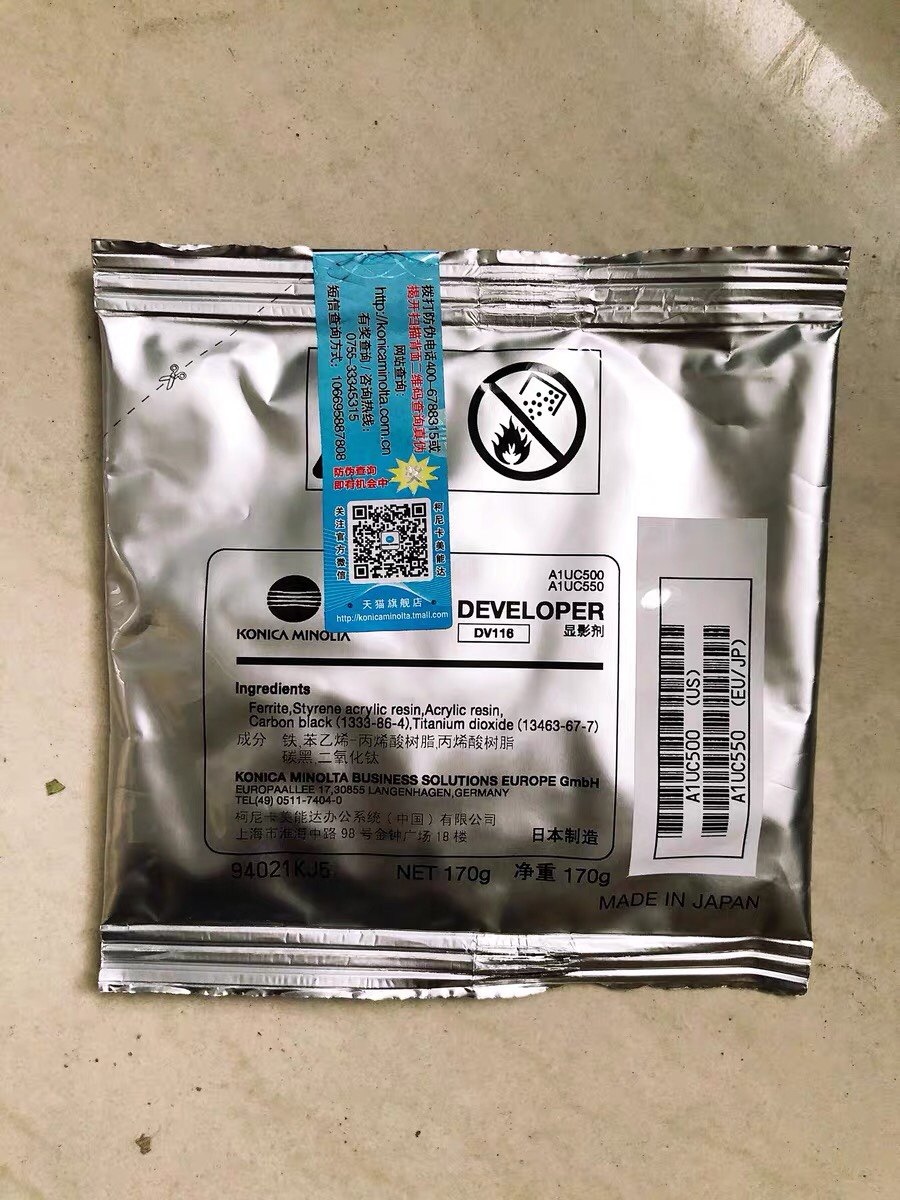 拨打防伪电话400-6788315或
揭开扫描背面二维码查询真伪
网站查询:
http://konicaminolta.com.cn
有奖查询/咨询热线:
0755-33345315
短信查询方式: 106695887808
防伪查询
即有机会中
关注官方微信
柯尼卡美能达
天猫旗舰店
http://konicaminolta.tmall.com
KONICA MINOLTA
A1UC500
A1UC550
DEVELOPER
DV116
显影剂
Ingredients
Ferrite,Styrene acrylic resin,Acrylic resin,
Carbon black (1333-86-4),Titanium dioxide (13463-67-7)
成分 铁,苯乙烯-丙烯酸树脂,丙烯酸树脂
碳黑,二氧化钛
KONICA MINOLTA BUSINESS SOLUTIONS EUROPE GmbH
EUROPAALLEE 17,30855 LANGENHAGEN,GERMANY
TEL(49) 0511-7404-0
柯尼卡美能达办公系统(中国)有限公司
上海市淮海中路 98 号金钟广场 18 楼
日本制造
94021KJ5
NET 170g 净重 170g
MADE IN JAPAN
A1UC500 (US)
A1UC550 (EU/JP)